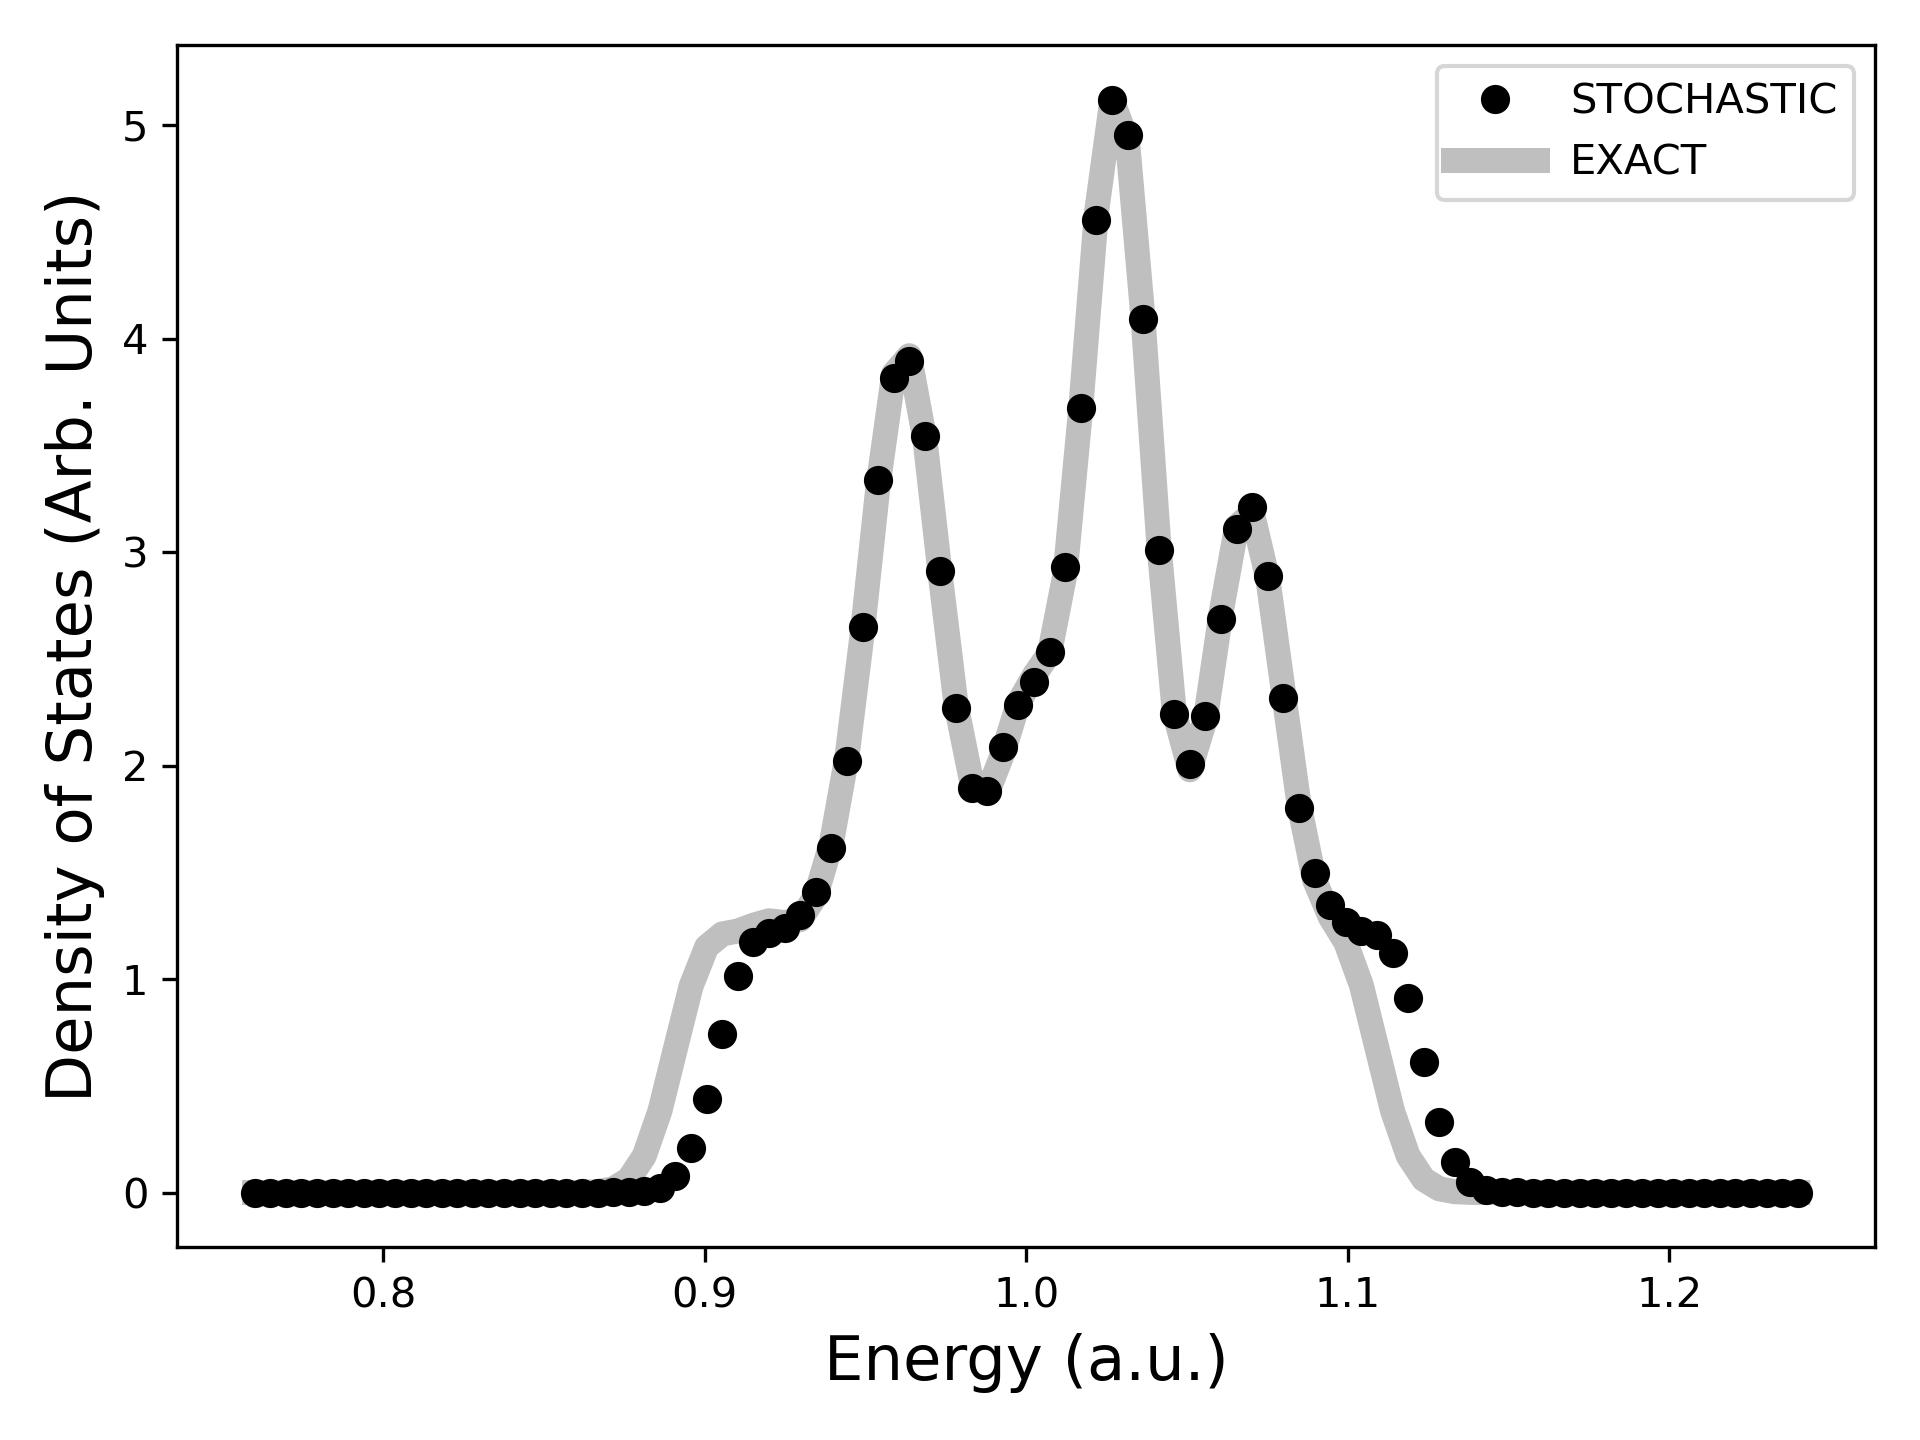 STOCHASTIC
EXACT
Density of States (Arb. Units)
5
4
3
2
1
0
0.8 0.9 1.0 1.1 1.2
Energy (a.u.)